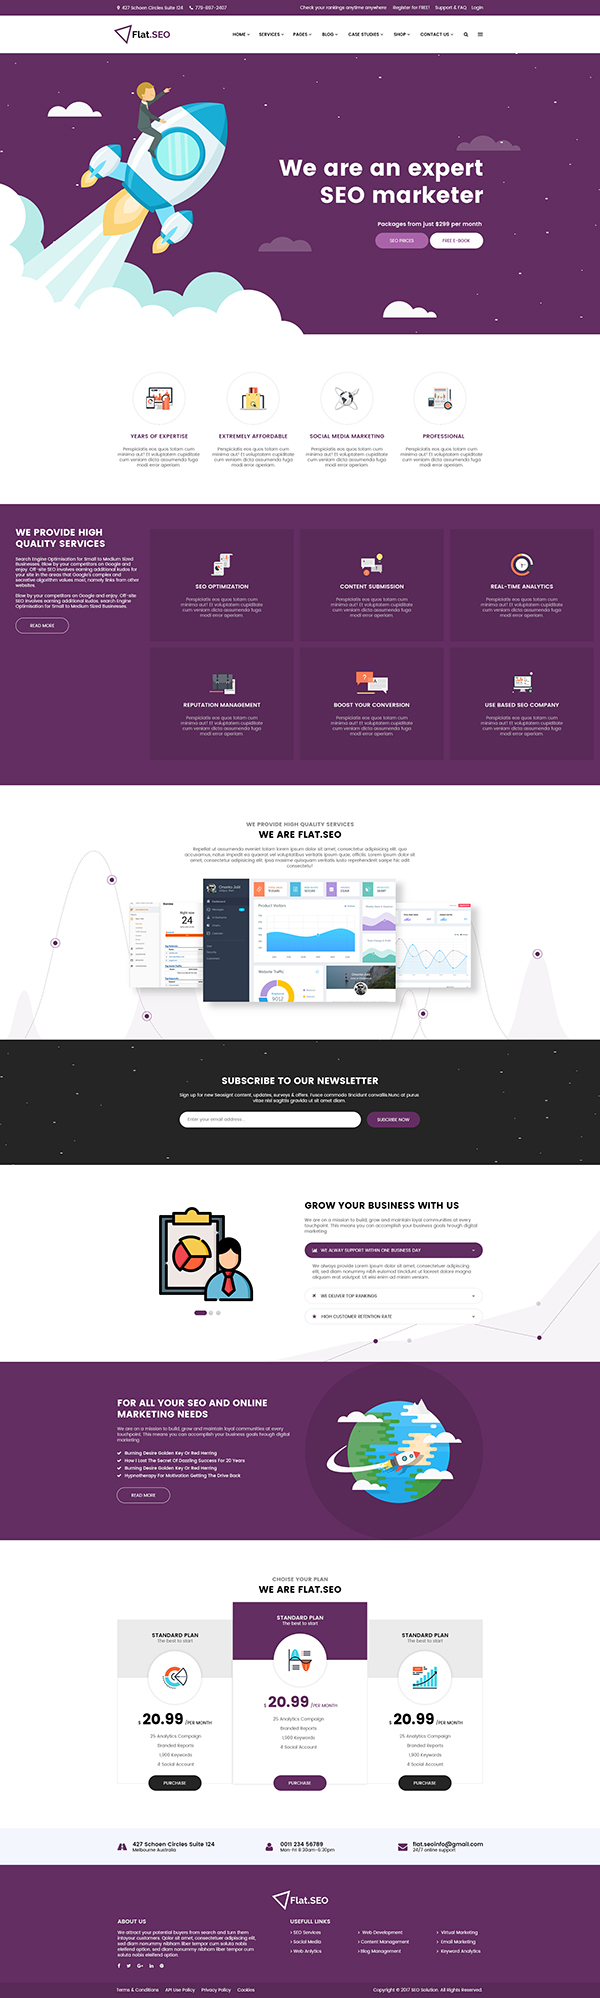 427 Schoen Circles Suite 124 779-897-2407 Check your rankings anytime anywhere Register for FREE! Support & FAQ Login
Flat.SEO HOME SERVICES PAGES BLOG CASE STUDIES SHOP CONTACT US
We are an expert
SEO marketer
Packages from just $299 per month
SEO PRICES FREE E-BOOK
YEARS OF EXPERTISE EXTREMELY AFFORDABLE SOCIAL MEDIA MARKETING PROFESSIONAL
Perspiciatis eos quos totam cum Perspiciatis eos quos totam cum Perspiciatis eos quos totam cum Perspiciatis eos quos totam cum
dolor sit! Et voluptatem cupiditate
cum veniam dicta assumenda fuga cum veniam dicta assumenda fuga cum veniam dicta assumenda fuga cum veniam dicta assumenda fuga
modi error aperiam. modi error aperiam. modi error aperiam. modi error aperiam.
WE PROVIDE HIGH
QUALITY SERVICES
Search Engine Optimisation for Small to Medium Sized
Businesses. Blow by your competitors on Google and
enjoy. Off-site SEO involves earning additional kudos for
your site in the areas that Google's complex and
secretive algorithm values most, namely links from other
websites.
Blow by your competitors on Google and enjoy. Off-site
SEO involves earning additional kudos. search Engine
Optimisation for Small to Medium Sized Businesses.
READ MORE
SEO OPTIMIZATION CONTENT SUBMISSION REAL-TIME ANALYTICS
Perspiciatis eos quos totam cum Perspiciatis eos quos totam cum Perspiciatis eos quos totam cum
minima aut! Et voluptatem cupiditate minima aut! Et voluptatem cupiditate minima aut! Et voluptatem cupiditate
cum veniam dicta assumenda fuga cum veniam dicta assumenda fuga cum veniam dicta assumenda fuga
modi error aperiam. modi error aperiam. modi error aperiam.
REPUTATION MANAGEMENT BOOST YOUR CONVERSION USE BASED SEO COMPANY
Perspiciatis eos quos totam cum Perspiciatis eos quos totam cum Perspiciatis eos quos totam cum
minima aut! Et voluptatem cupiditate minima aut! Et voluptatem cupiditate minima aut! Et voluptatem cupiditate
cum veniam dicta assumenda fuga cum veniam dicta assumenda fuga cum veniam dicta assumenda fuga
modi error aperiam. modi error aperiam. modi error aperiam.
WE PROVIDE HIGH QUALITY SERVICES
WE ARE FLAT.SEO
Repellat ut assumenda eveniet totam lorem ipsum dolor sit amet, consectetur adipisicing elit. quo
accusamus, natus impedit ea quaerat vel voluptatibus veritatis ipsum quae, officiis. Lorem ipsum dolor sit
amet, consectetur adipisicing elit. Ipsa maxime quisquam veritatis iusto reprehenderit saepe hic odit
consectetu!
Right now
24
Product Visitors
Website Traffic
9012
SUBSCRIBE TO OUR NEWSLETTER
Sign up for new Seosight content, updates, surveys & offers. Fusce commodo tincidunt convallis.Nunc at purus
vitae nisl sagittis gravida ut sit amet diam.
Enter your email address... SUBCRIBE NOW
GROW YOUR BUSINESS WITH US
We are on a mission to build, grow and maintain loyal communities at every
touchpoint. This means you can accomplish your business goals through digital
marketing
WE ALWAY SUPPORT WITHIN ONE BUSINESS DAY
We always provide Lorem ipsum dolor sit amet, consectetuer adipiscing
elit, sed diam nonummy nibh euismod tincidunt ut laoreet dolore magna
aliquam erat volutpat. Ut wisi enim ad minim veniam.
WE DELIVER TOP RANKINGS
HIGH CUSTOMER RETENTION RATE
FOR ALL YOUR SEO AND ONLINE
MARKETING NEEDS
We are on a mission to build, grow and maintain loyal communities at every
touchpoint. This means you can accomplish your business goals through digital
marketing
Burning Desire Golden Key Or Red Herring
How I Lost The Secret Of Dazzling Success For 20 Years
Burning Desire Golden Key Or Red Herring
Hypnotherapy For Motivation Getting The Drive Back
READ MORE
CHOISE YOUR PLAN
WE ARE FLAT.SEO
STANDARD PLAN STANDARD PLAN STANDARD PLAN
The best to start The best to start The best to start
$ 20.99 /PER MONTH $ 20.99 /PER MONTH $ 20.99 /PER MONTH
25 Analytics Campaign 25 Analytics Campaign 25 Analytics Campaign
Branded Reports Branded Reports Branded Reports
1,900 Keywords 1,900 Keywords 1,900 Keywords
4 Social Account 4 Social Account 4 Social Account
PURCHASE PURCHASE PURCHASE
427 Schoen Circles Suite 124 0011 234 56789 flat.seoinfo@gmail.com
Melbourne Australia Mon-Fri 8:30am-6:30pm 24/7 online support
Flat.SEO
ABOUT US USEFULL LINKS
We attract your potential buyers from search and turn them
intoyour customers. Qolor sit amet, consectetuer adipiscing elit,
sed diam nonummy nibham liber tempor cum soluta nobis
eleifend option. sed diam nonummy nibham liber tempor cum
soluta nobis eleifend option.
SEO Services Web Development Virtual Marketing
Social Media Content Management Email Marketing
Web Anlytics Blog Management Keyword Analytics
Terms & Conditions API Use Policy Privacy Policy Cookies Copyright © 2017 SEO Solution. All Rights Reserved.